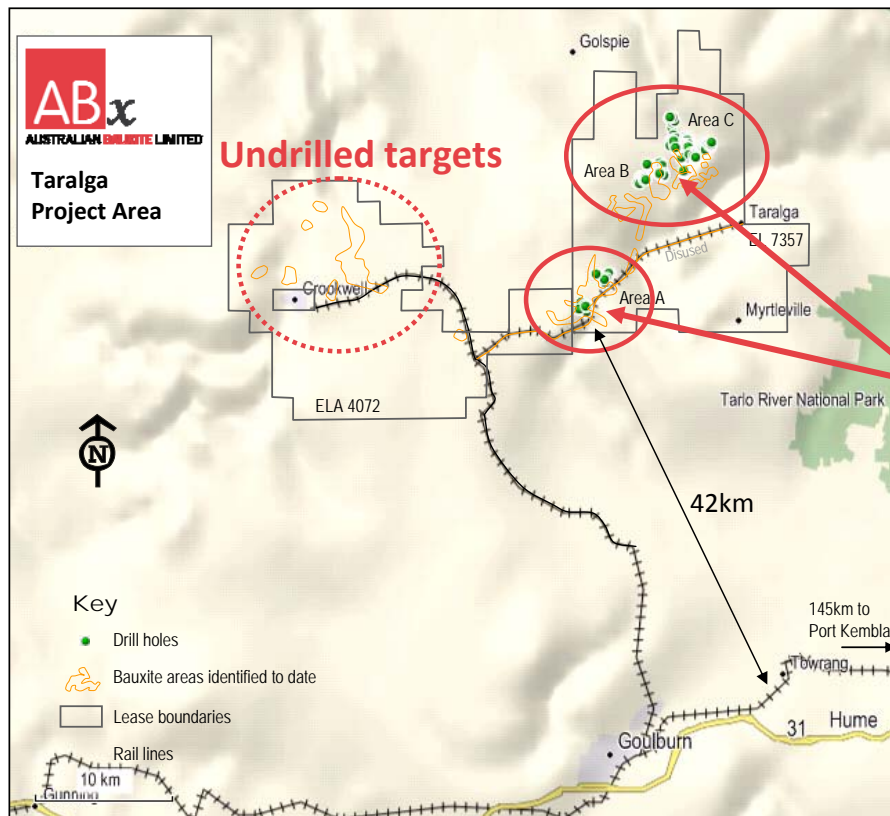 ABx
AUSTRALIAN BAUXITE LIMITED
Taralga
Project Area
Undrilled targets
Golspie
Area C
Area B
Taralga
EL 7357
Disused
Crookwell
Area A
Myrtleville
ELA 4072
Tarlo River National Park
N
42km
Key
Drill holes
Bauxite areas identified to date
Lease boundaries
Rail lines
10 km
Gunning
145km to
Port Kembla
Towrang
31 Hume
Goulburn